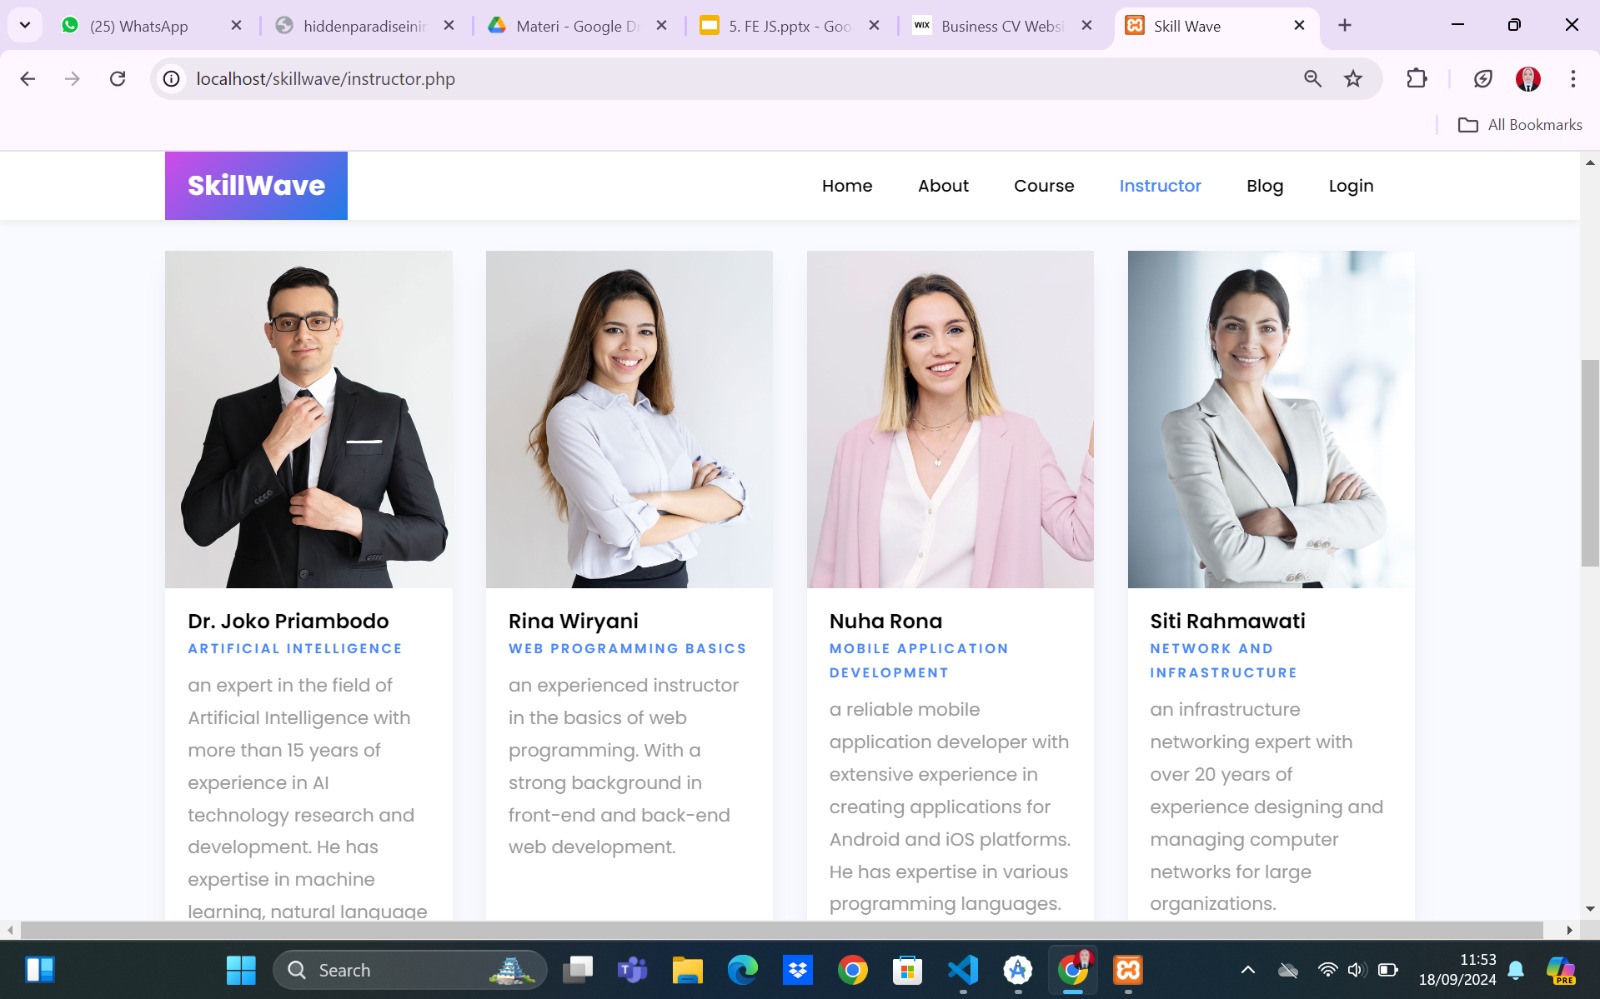 (25) WhatsApp
hiddenparadiseinir
Materi - Google Dr
5. FE JS.pptx - Goo
WIX
Business CV Websi
Skill Wave
localhost/skillwave/instructor.php
All Bookmarks
SkillWave
Home
About
Course
Instructor
Blog
Login
Dr. Joko Priambodo
ARTIFICIAL INTELLIGENCE
an expert in the field of
Artificial Intelligence with
more than 15 years of
experience in AI
technology research and
development. He has
expertise in machine
learning, natural language
Rina Wiryani
WEB PROGRAMMING BASICS
an experienced instructor
in the basics of web
programming. With a
strong background in
front-end and back-end
web development.
Nuha Rona
MOBILE APPLICATION
DEVELOPMENT
a reliable mobile
application developer with
extensive experience in
creating applications for
Android and iOS platforms.
He has expertise in various
programming languages.
Siti Rahmawati
NETWORK AND
INFRASTRUCTURE
an infrastructure
networking expert with
over 20 years of
experience designing and
managing computer
networks for large
organizations.
Search
11:53
18/09/2024
PRE